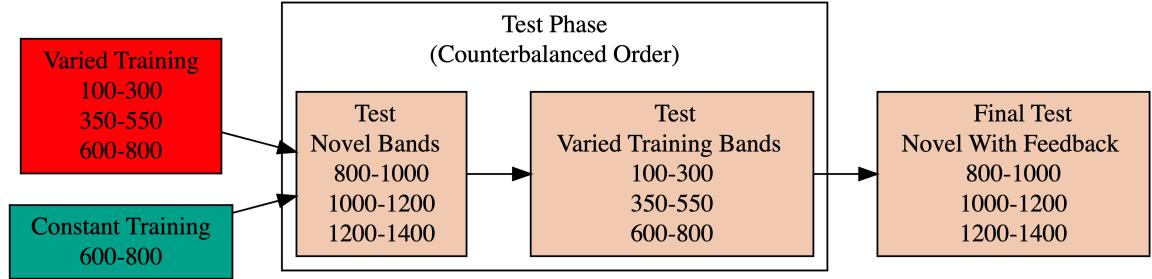 Varied Training
100-300
350-550
600-800
Constant Training
600-800
Test Phase
(Counterbalanced Order)
Test
Novel Bands
800-1000
1000-1200
1200-1400
Test
Varied Training Bands
100-300
350-550
600-800
Final Test
Novel With Feedback
800-1000
1000-1200
1200-1400